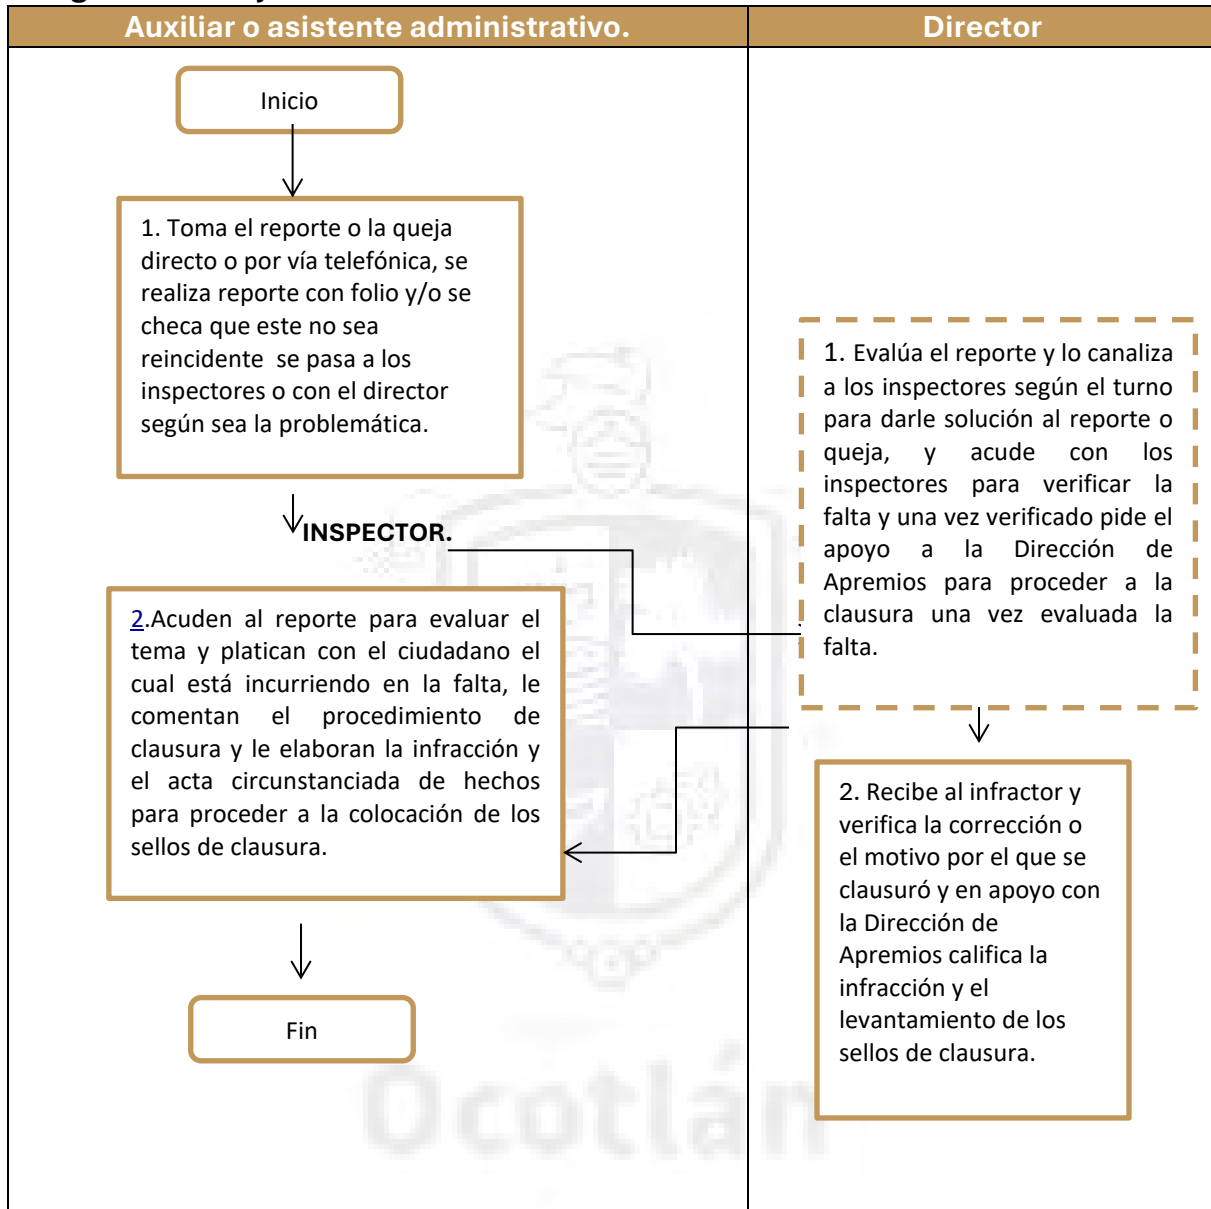 Auxiliar o asistente administrativo.
Director
Inicio
1. Toma el reporte o la queja
directo o por vía telefónica, se
realiza reporte con folio y/o se
checa que este no sea
reincidente se pasa a los
inspectores o con el director
según sea la problemática.
INSPECTOR.
2.Acuden al reporte para evaluar el
tema y platican con el ciudadano el
cual está incurriendo en la falta, le
comentan el procedimiento de
clausura y le elaboran la infracción y
el acta circunstanciada de hechos
para proceder a la colocación de los
sellos de clausura.
Fin
1. Evalúa el reporte y lo canaliza
a los inspectores según el turno
para darle solución al reporte o
queja, y acude con los
inspectores para verificar la
falta y una vez verificado pide el
apoyo a la Dirección de
Apremios para proceder a la
clausura una vez evaluada la
falta.
2. Recibe al infractor y
verifica la corrección o
el motivo por el que se
clausuró y en apoyo con
la Dirección de
Apremios califica la
infracción y el
levantamiento de los
sellos de clausura.
Ocotlán